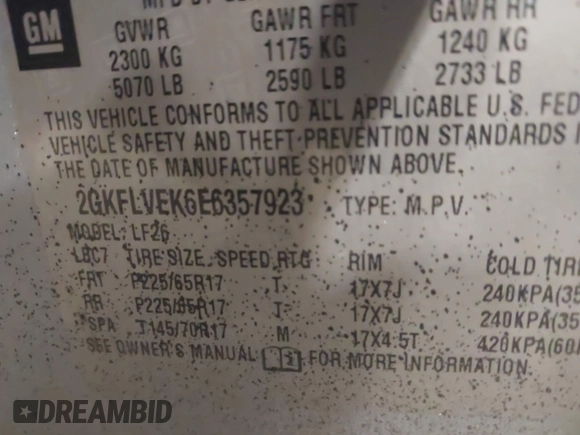 GM
GVWR GAWR FRT GAWR RR
2300 KG 1175 KG 1240 KG
5070 LB 2590 LB 2733 LB
THIS VEHICLE CONFORMS TO ALL APPLICABLE U.S. FED
VEHICLE SAFETY AND THEFT-PREVENTION STANDARDS
THE DATE OF MANUFACTURE SHOWN ABOVE.
2GKFLVEK6E6357923 TYPE: M.P.V.
MODEL: LF26
LBC7 TIRE SIZE SPEED RTG RIM COLD TIR
FRT P225/65R17 T 17X7J 240KPA(35
RR P225/65R17 T 17X7J 240KPA(35
SPA T145/70R17 M 17X4.5T 420KPA(60
SEE OWNER'S MANUAL FOR MORE INFORMATION
DREAMBID